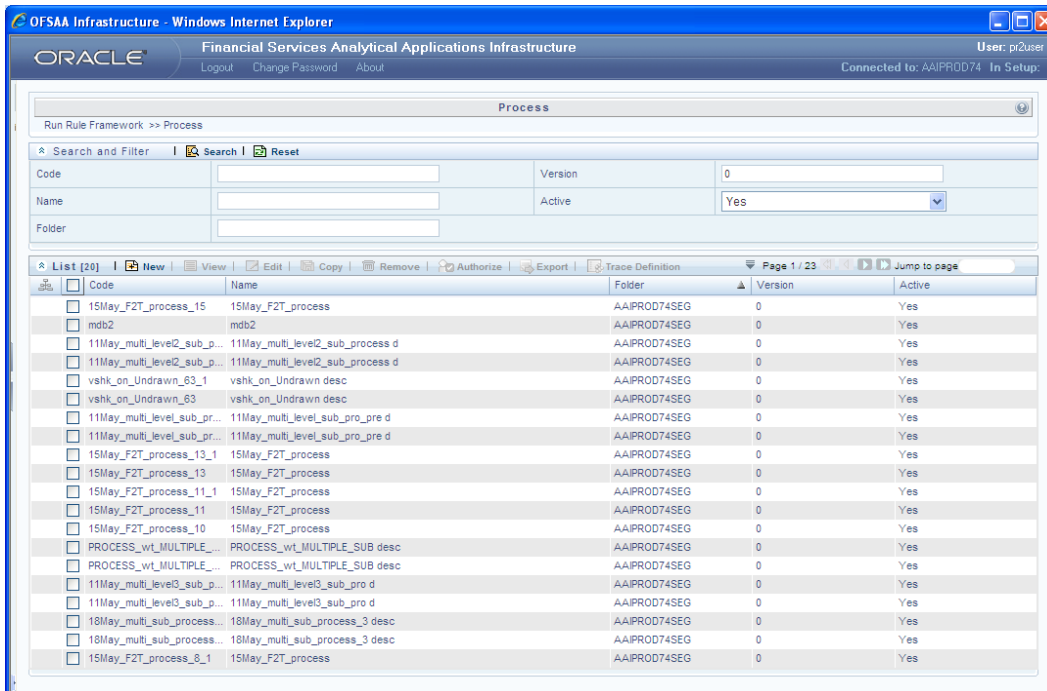 OFSAA Infrastructure - Windows Internet Explorer
ORACLE
Financial Services Analytical Applications Infrastructure
User: pr2user
Logout Change Password About
Connected to: AAIPROD74 In Setup:
Process
Run Rule Framework >> Process
Search and Filter | Search | Reset
Code Version 0
Name Active Yes
Folder
List [20] | New | View | Edit | Copy | Remove | Authorize | Export | Trace Definition Page 1 / 23 Jump to page
Code Name Folder Version Active
15May_F2T_process_15 15May_F2T_process AAIPROD74SEG 0 Yes
mdb2 mdb2 AAIPROD74SEG 0 Yes
11May_multi_level2_sub_p... 11May_multi_level2_sub_process d AAIPROD74SEG 0 Yes
11May_multi_level2_sub_p... 11May_multi_level2_sub_process d AAIPROD74SEG 0 Yes
vshk_on_Undrawn_63_1 vshk_on_Undrawn desc AAIPROD74SEG 0 Yes
vshk_on_Undrawn_63 vshk_on_Undrawn desc AAIPROD74SEG 0 Yes
11May_multi_level_sub_pr... 11May_multi_level_sub_pro_pre d AAIPROD74SEG 0 Yes
11May_multi_level_sub_pr... 11May_multi_level_sub_pro_pre d AAIPROD74SEG 0 Yes
15May_F2T_process_13_1 15May_F2T_process AAIPROD74SEG 0 Yes
15May_F2T_process_13 15May_F2T_process AAIPROD74SEG 0 Yes
15May_F2T_process_11_1 15May_F2T_process AAIPROD74SEG 0 Yes
15May_F2T_process_11 15May_F2T_process AAIPROD74SEG 0 Yes
15May_F2T_process_10 15May_F2T_process AAIPROD74SEG 0 Yes
PROCESS_wt_MULTIPLE_... PROCESS_wt_MULTIPLE_SUB desc AAIPROD74SEG 0 Yes
PROCESS_wt_MULTIPLE_... PROCESS_wt_MULTIPLE_SUB desc AAIPROD74SEG 0 Yes
11May_multi_level3_sub_p... 11May_multi_level3_sub_pro d AAIPROD74SEG 0 Yes
11May_multi_level3_sub_p... 11May_multi_level3_sub_pro d AAIPROD74SEG 0 Yes
18May_multi_sub_process... 18May_multi_sub_process_3 desc AAIPROD74SEG 0 Yes
18May_multi_sub_process... 18May_multi_sub_process_3 desc AAIPROD74SEG 0 Yes
15May_F2T_process_8_1 15May_F2T_process AAIPROD74SEG 0 Yes